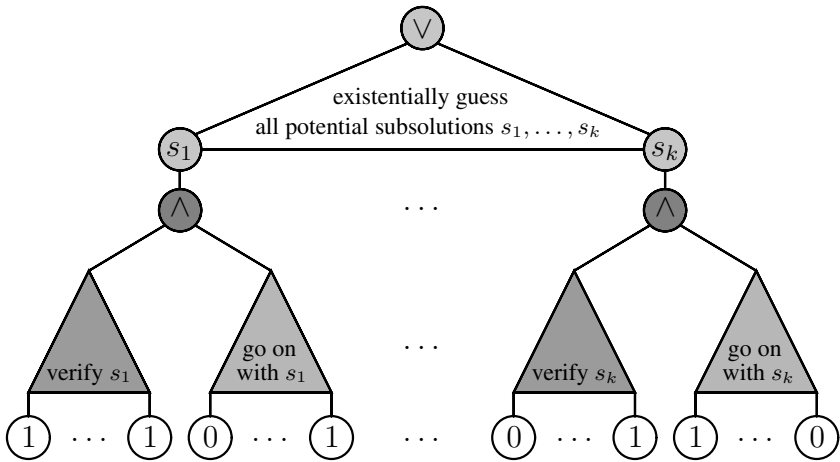 ∨
existentially guess
all potential subsolutions s₁, . . . , sₖ
s₁ sₖ
∧ · · · ∧
verify s₁ go on with s₁ · · · verify sₖ go on with sₖ
1 · · · 1 0 · · · 1 · · · 0 · · · 1 1 · · · 0